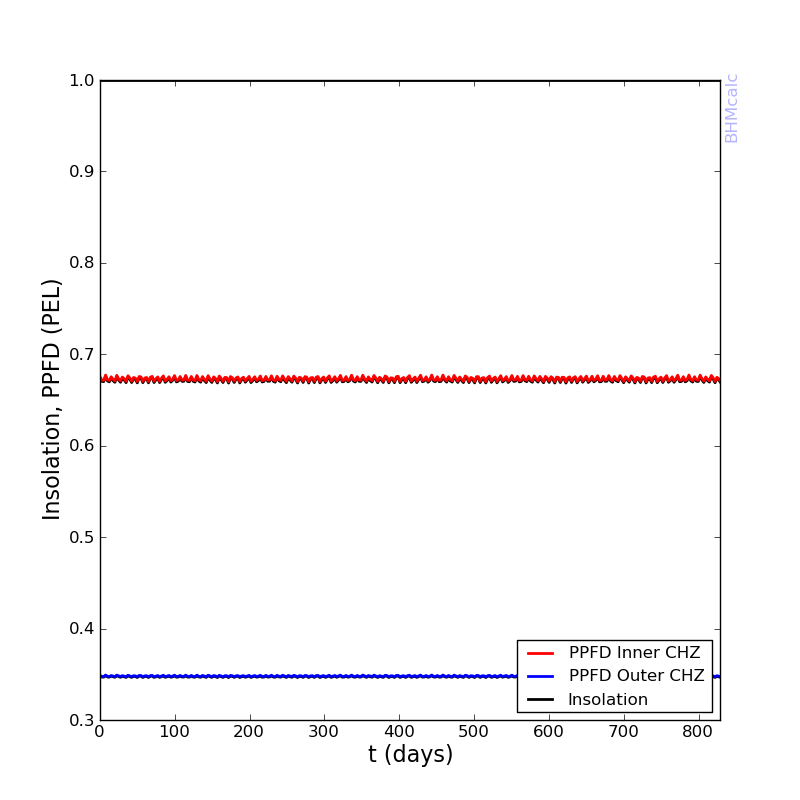 1.0
0.9
0.8
0.7
0.6
0.5
0.4
0.3
0
100
200
300
400
500
600
700
800
Insolation, PPFD (PEL)
t (days)
BHMcalc
PPFD Inner CHZ
PPFD Outer CHZ
Insolation